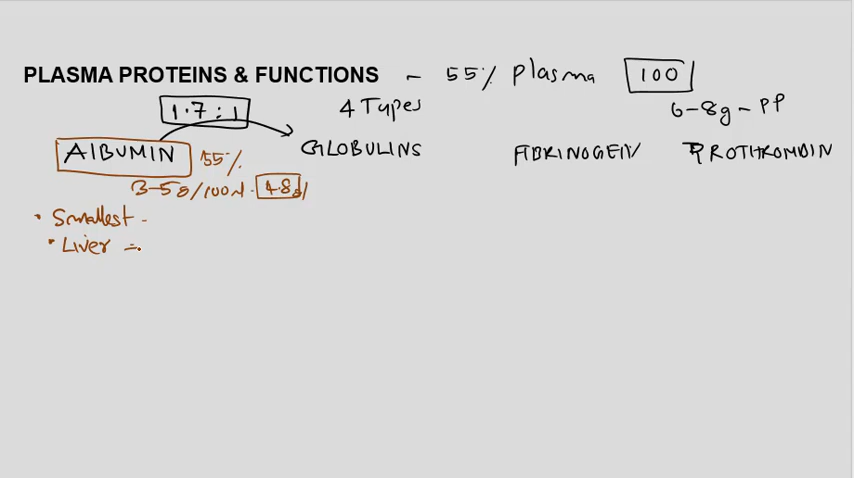 PLASMA PROTEINS & FUNCTIONS - 55% Plasma 100
1.7 : 1 4 Types 6-8g - PP
AlBUMIN 55% GLOBULINS FIBRINOGEN PROTHROMBIN
3-5g/100ml. 4.8g/
• Smallest -
• Liver -